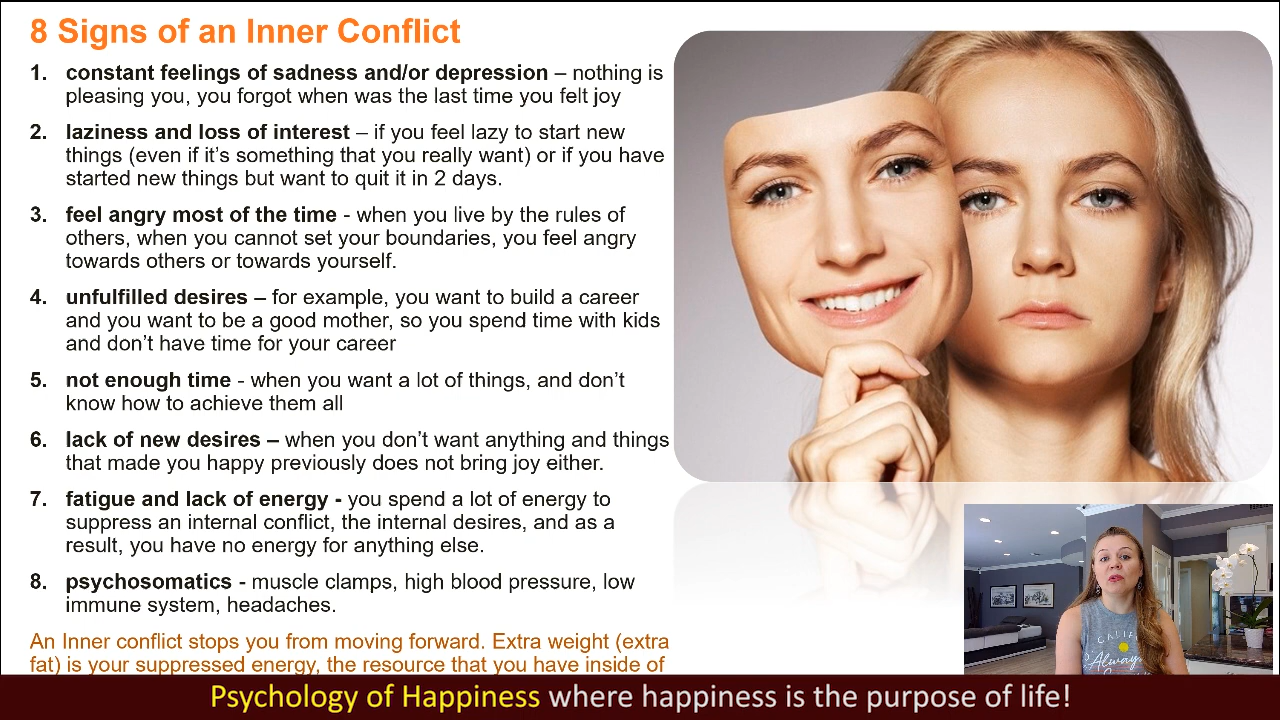 8 Signs of an Inner Conflict
1. constant feelings of sadness and/or depression – nothing is
pleasing you, you forgot when was the last time you felt joy
2. laziness and loss of interest – if you feel lazy to start new
things (even if it's something that you really want) or if you have
started new things but want to quit it in 2 days.
3. feel angry most of the time - when you live by the rules of
others, when you cannot set your boundaries, you feel angry
towards others or towards yourself.
4. unfulfilled desires – for example, you want to build a career
and you want to be a good mother, so you spend time with kids
and don't have time for your career
5. not enough time - when you want a lot of things, and don't
know how to achieve them all
6. lack of new desires – when you don't want anything and things
that made you happy previously does not bring joy either.
7. fatigue and lack of energy - you spend a lot of energy to
suppress an internal conflict, the internal desires, and as a
result, you have no energy for anything else.
8. psychosomatics - muscle clamps, high blood pressure, low
immune system, headaches.
An Inner conflict stops you from moving forward. Extra weight (extra
fat) is your suppressed energy, the resource that you have inside of
Always
Psychology of Happiness where happiness is the purpose of life!